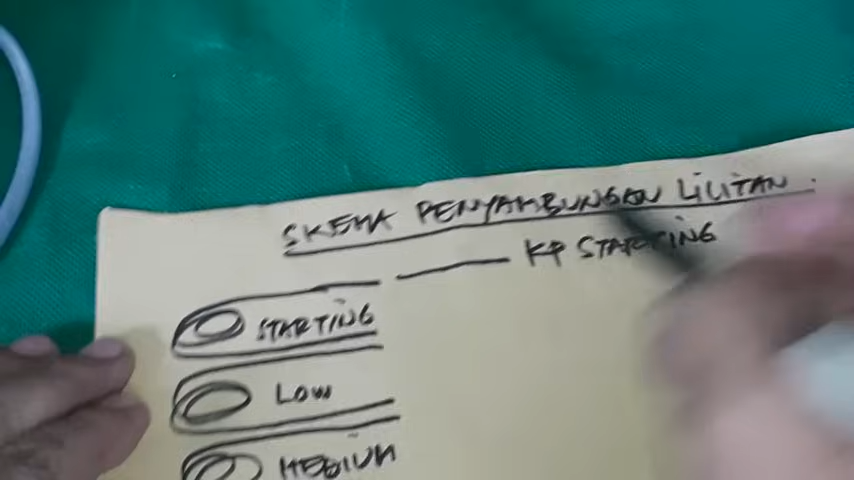 SKEMA PENYAMBUNGAN LILITAN
KP STARTING
STARTING
LOW
MEDIUM